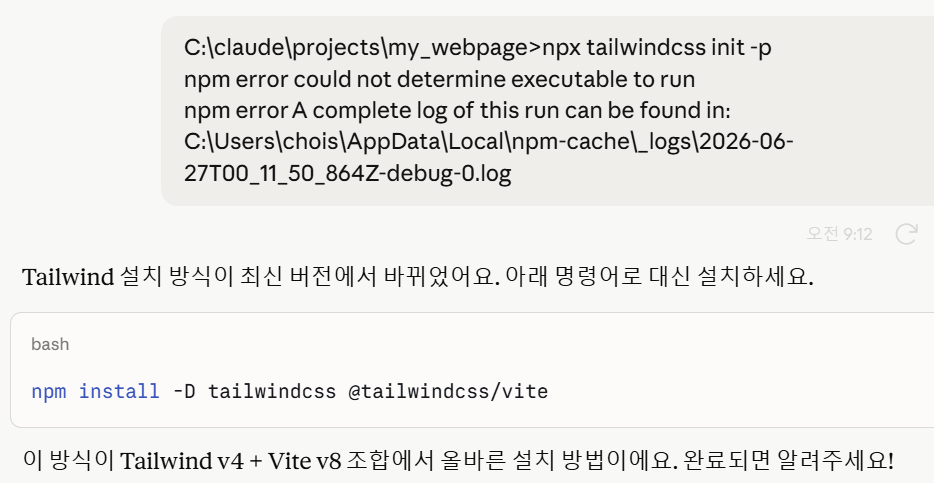 C:\claude\projects\my_webpage>npx tailwindcss init -p
npm error could not determine executable to run
npm error A complete log of this run can be found in:
C:\Users\chois\AppData\Local\npm-cache\_logs\2026-06-
27T00_11_50_864Z-debug-0.log
오전 9:12
Tailwind 설치 방식이 최신 버전에서 바뀌었어요. 아래 명령어로 대신 설치하세요.
bash
npm install -D tailwindcss @tailwindcss/vite
이 방식이 Tailwind v4 + Vite v8 조합에서 올바른 설치 방법이에요. 완료되면 알려주세요!